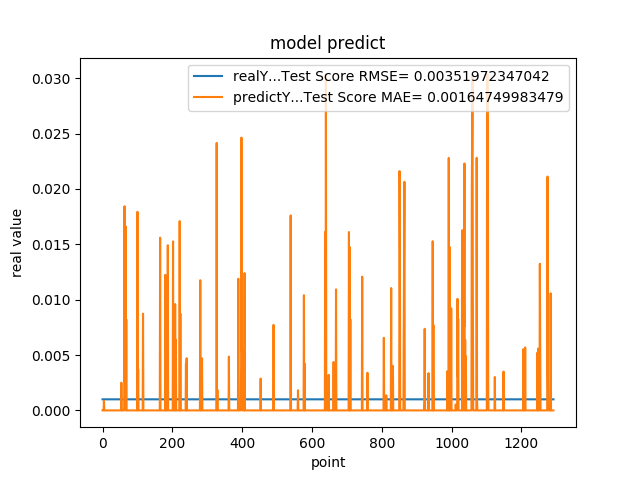 model predict
realY...Test Score RMSE= 0.00351972347042
predictY...Test Score MAE= 0.00164749983479
0.030
0.025
0.020
0.015
0.010
0.005
0.000
real value
0 200 400 600 800 1000 1200
point